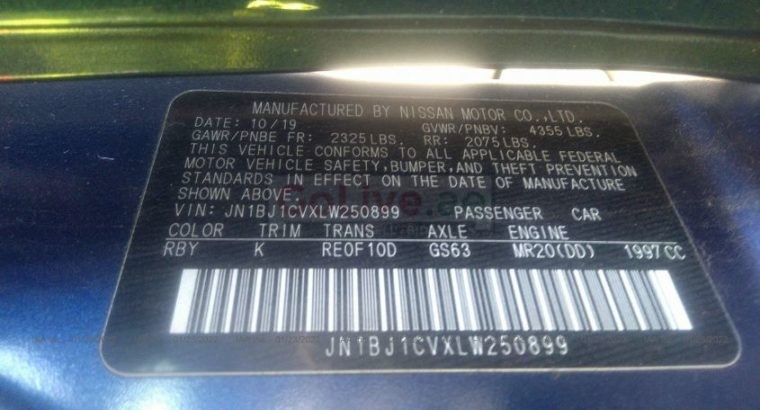 MANUFACTURED BY NISSAN MOTOR CO.,LTD.
DATE: 10/19 GVWR/PNBV: 4355 LBS.
GAWR/PNBE FR: 2325 LBS. RR: 2075 LBS.
THIS VEHICLE CONFORMS TO ALL APPLICABLE FEDERAL
MOTOR VEHICLE SAFETY, BUMPER, AND THEFT PREVENTION
STANDARDS IN EFFECT ON THE DATE OF MANUFACTURE
SHOWN ABOVE.
VIN: JN1BJ1CVXLW250899 PASSENGER CAR
COLOR TRIM TRANS AXLE ENGINE
RBY K RE0F10D GS63 MR20(DD) 1997CC
JN1BJ1CVXLW250899